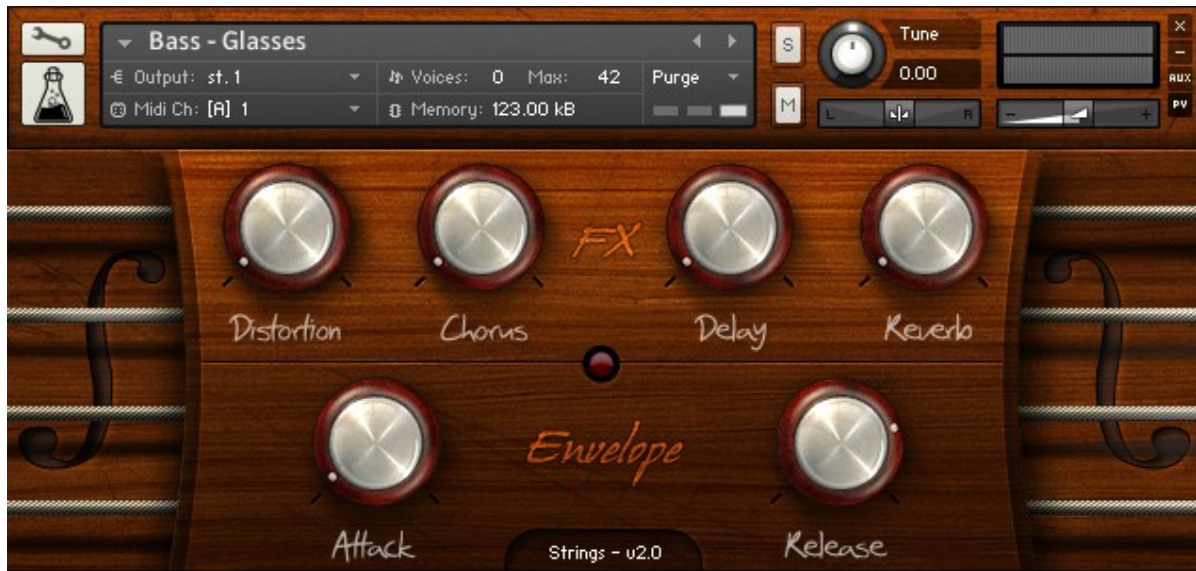 Bass - Glasses
Output: st. 1
Voices: 0 Max: 42
Purge
Midi Ch: [A] 1
Memory: 123.00 kB
S
M
Tune
0.00
L R
- +
×
-
AUX
PV
FX
Distortion
Chorus
Delay
Reverb
Envelope
Attack
Release
Strings - v2.0